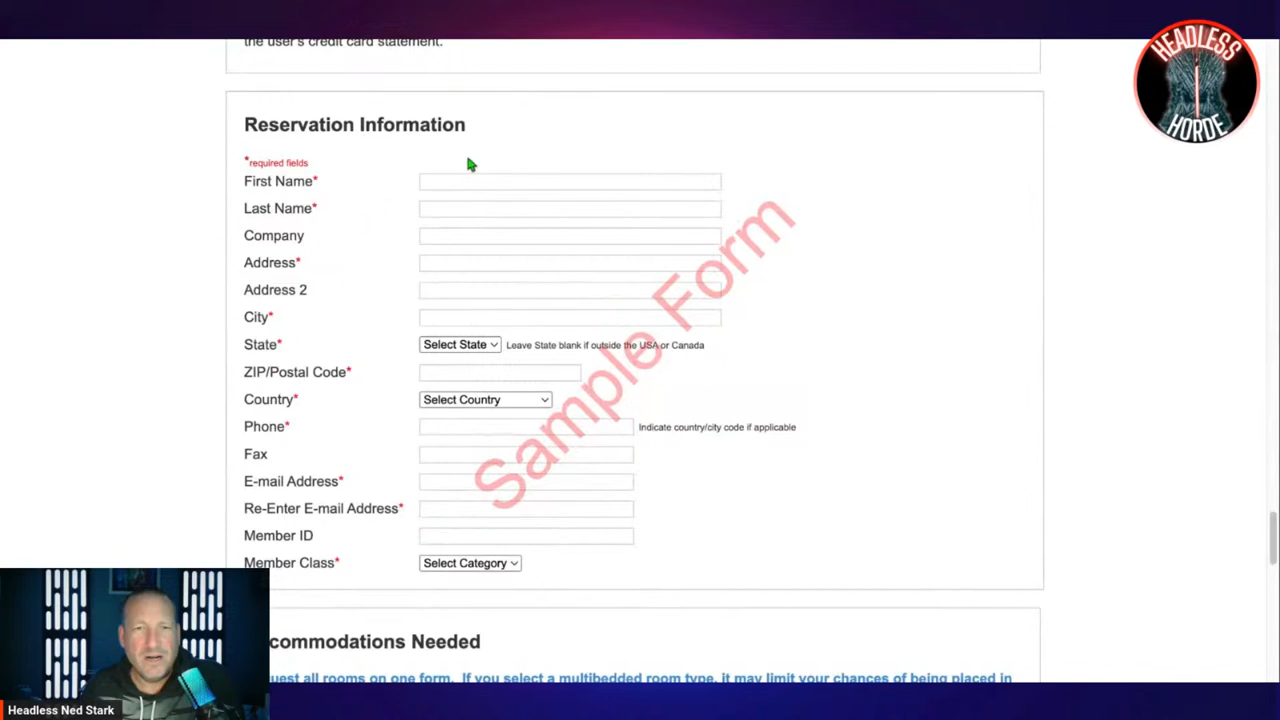 the user's credit card statement.
HEADLESS
HORDE
Reservation Information
*required fields
First Name*
Last Name*
Company
Address*
Address 2
City*
State* Select State Leave State blank if outside the USA or Canada
ZIP/Postal Code*
Country* Select Country
Phone* Indicate country/city code if applicable
Fax
E-mail Address*
Re-Enter E-mail Address*
Member ID
Member Class* Select Category
Sample Form
commodations Needed
quest all rooms on one form. If you select a multibedded room type, it may limit your chances of being placed in
Headless Ned Stark